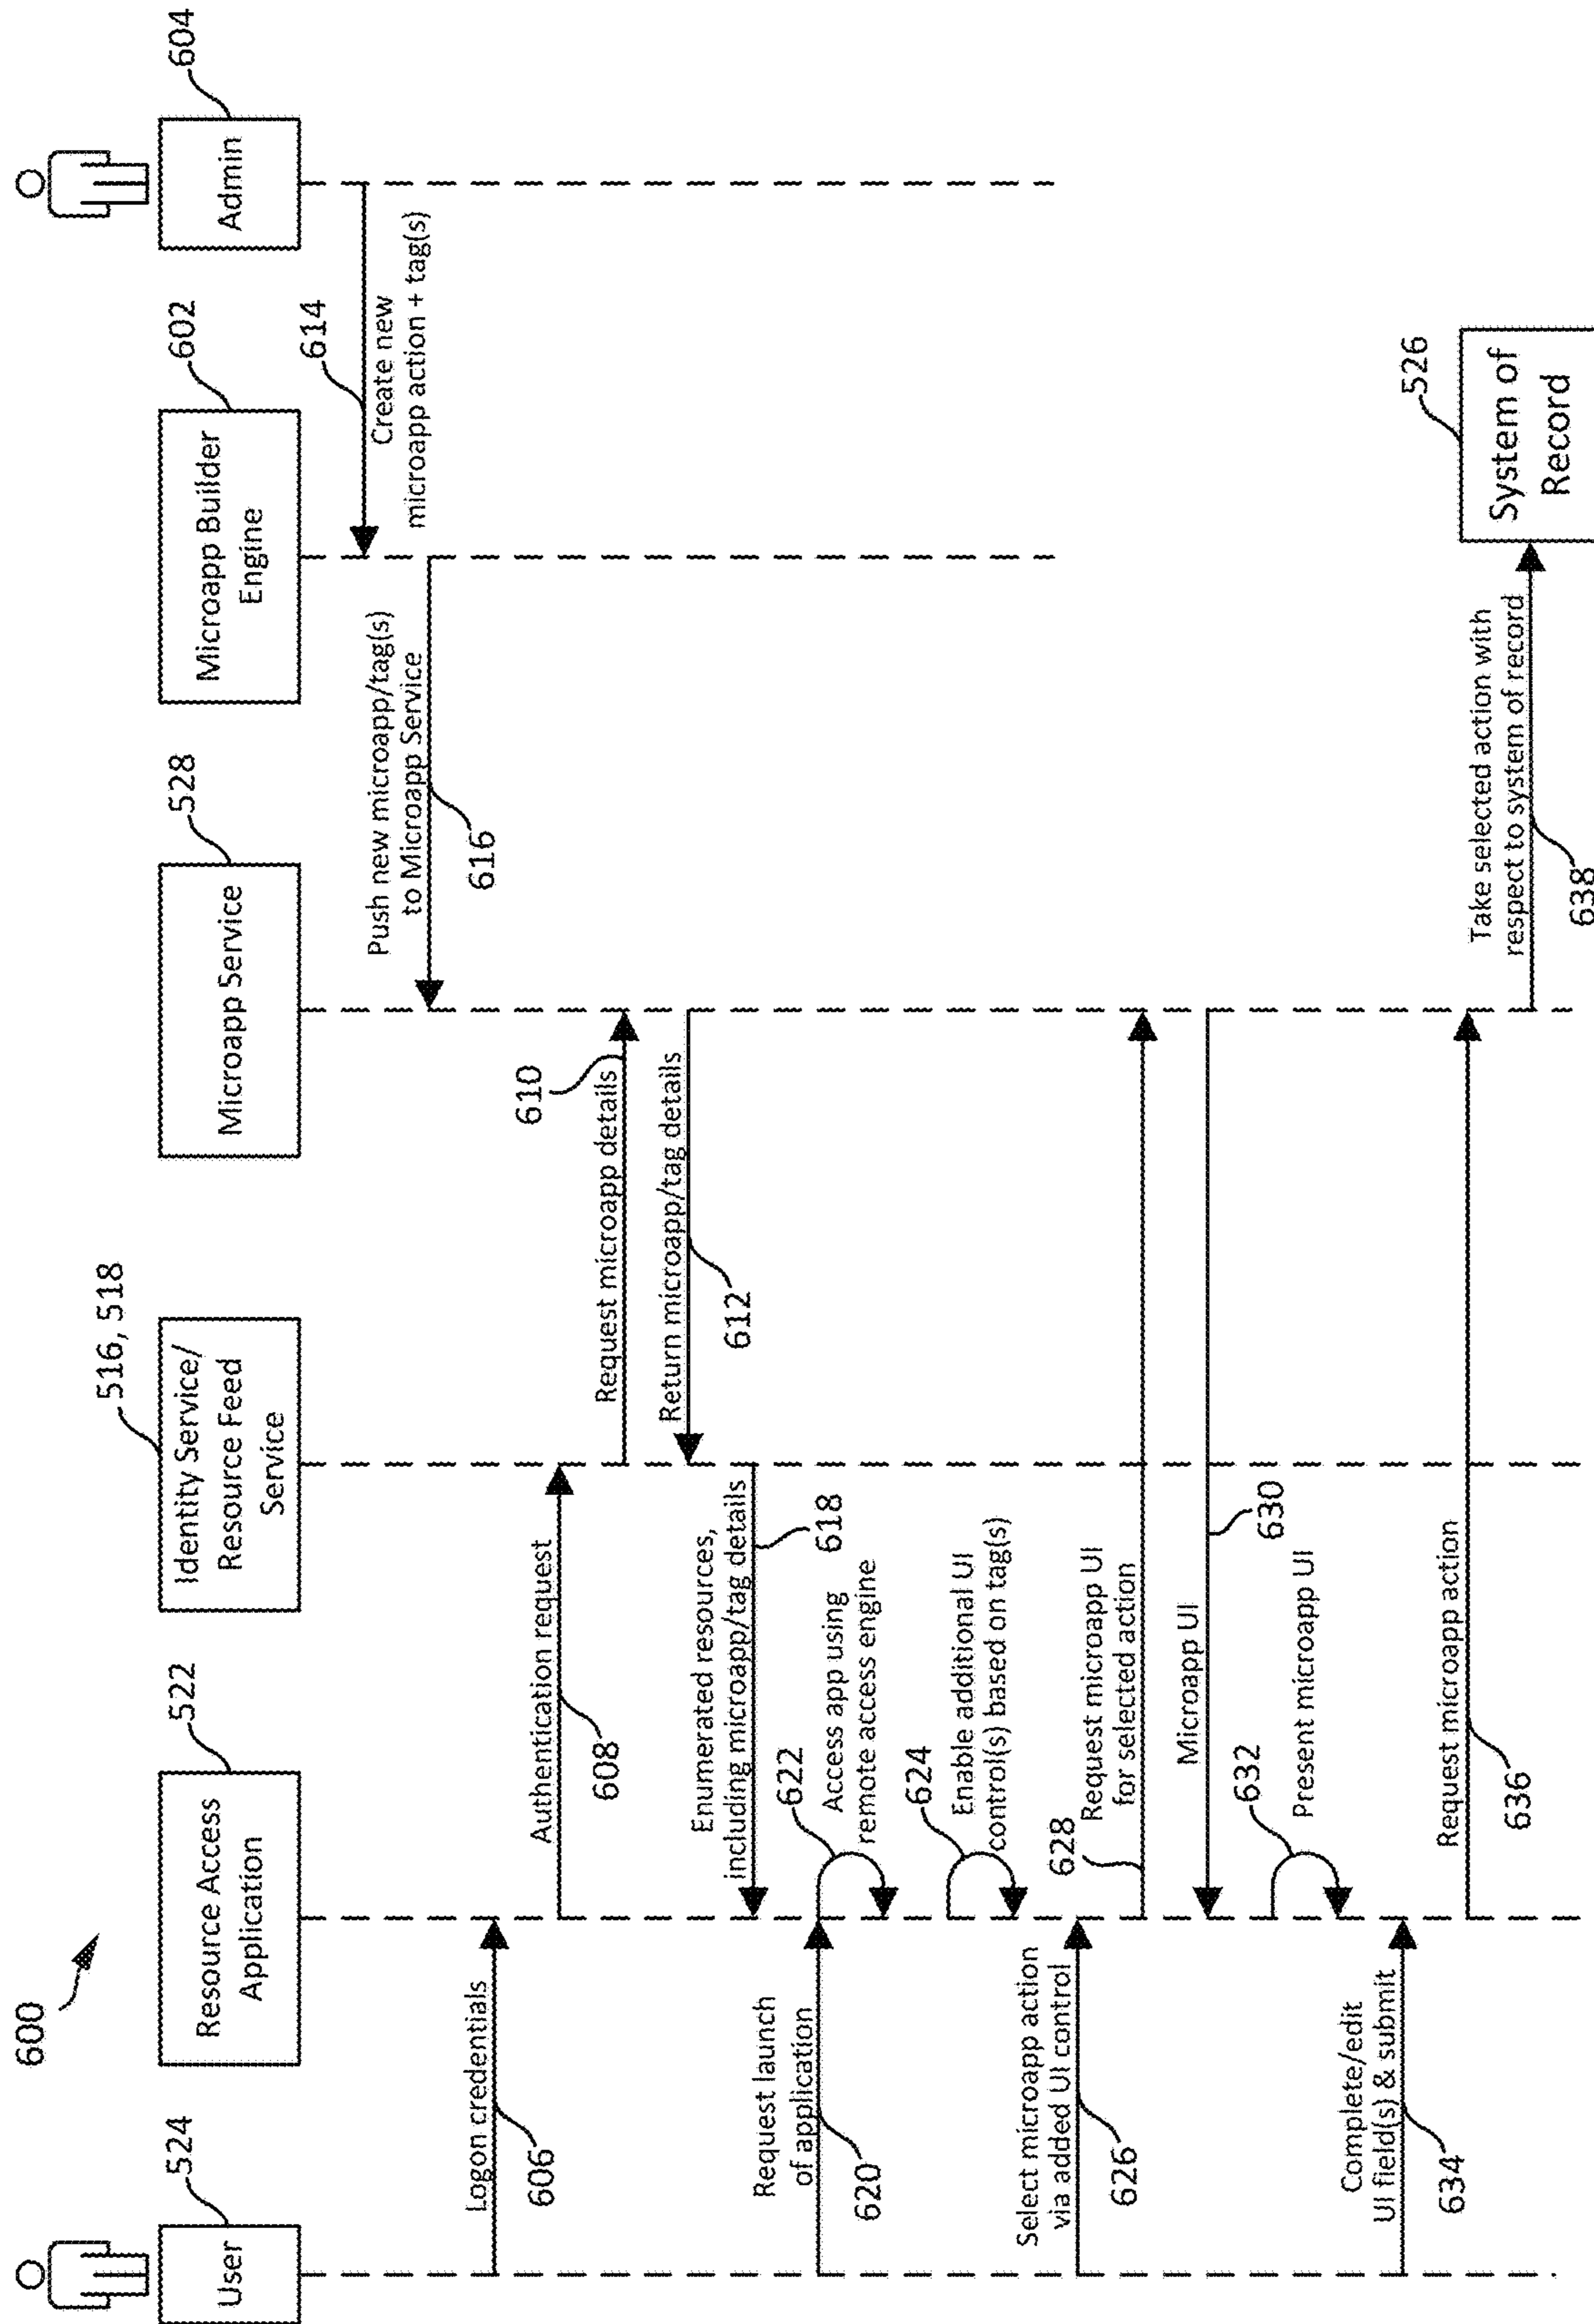 600
524
User
522
Resource Access
Application
516, 518
Identity Service/
Resource Feed
Service
528
Microapp Service
602
Microapp Builder
Engine
604
Admin
614
Create new
microapp action + tag(s)
Push new microapp/tag(s)
to Microapp Service
616
Logon credentials
606
Authentication request
608
Request microapp details
610
Return microapp/tag details
612
Enumerated resources,
including microapp/tag details
618
Request launch
of application
620
622
Access app using
remote access engine
624
Enable additional UI
control(s) based on tag(s)
Select microapp action
via added UI control
626
628
Request microapp UI
for selected action
Microapp UI
630
632
Present microapp UI
Complete/edit
UI field(s) & submit
634
Request microapp action
636
Take selected action with
respect to system of record
638
526
System of
Record